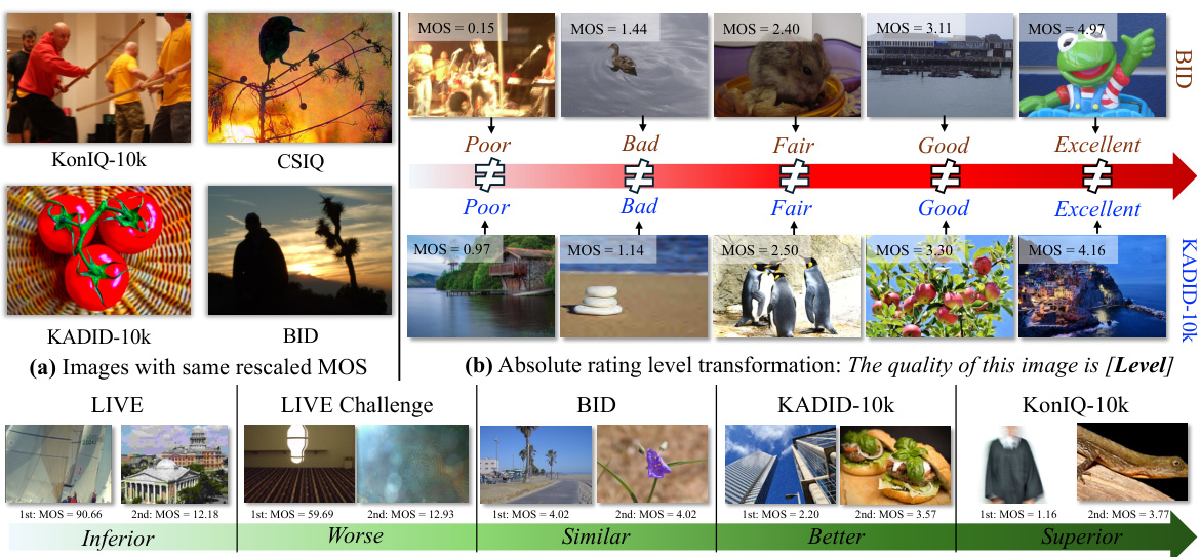 KonIQ-10k
CSIQ
KADID-10k
BID
(a) Images with same rescaled MOS
MOS = 0.15
MOS = 1.44
MOS = 2.40
MOS = 3.11
MOS = 4.97
BID
Poor
Bad
Fair
Good
Excellent
≠ ≠ ≠ ≠ ≠
Poor
Bad
Fair
Good
Excellent
MOS = 0.97
MOS = 1.14
MOS = 2.50
MOS = 3.30
MOS = 4.16
KADID-10k
(b) Absolute rating level transformation: The quality of this image is [Level]
LIVE
LIVE Challenge
BID
KADID-10k
KonIQ-10k
1st: MOS = 90.66
2nd: MOS = 12.18
1st: MOS = 59.69
2nd: MOS = 12.93
1st: MOS = 4.02
2nd: MOS = 4.02
1st: MOS = 2.20
2nd: MOS = 3.57
1st: MOS = 1.16
2nd: MOS = 3.77
Inferior
Worse
Similar
Better
Superior